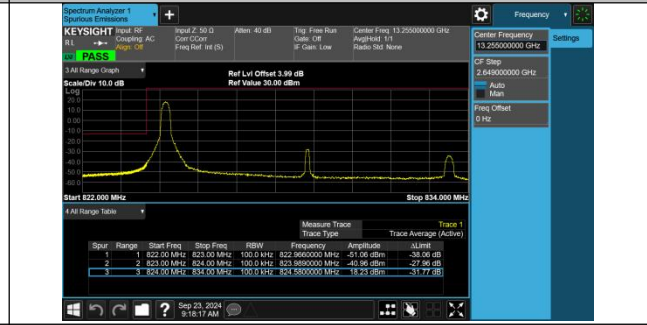 Spectrum Analyzer 1
Spurious Emissions
Frequency
KEYSIGHT Input: RF
Coupling: AC
Align: Off
Input Z: 50 Ω
Corr CCorr
Freq Ref: Int (S)
Atten: 40 dB
Trig: Free Run
Gate: Off
IF Gain: Low
Center Freq: 13.255000000 GHz
Avg|Hold: 1/1
Radio Std: None
RL
PASS
Center Frequency
13.255000000 GHz
Settings
CF Step
2.649000000 GHz
Auto
Man
Freq Offset
0 Hz
3 All Range Graph
Scale/Div 10.0 dB
Ref Lvl Offset 3.99 dB
Ref Value 30.00 dBm
Log
20.0
10.0
0.00
-10.0
-20.0
-30.0
-40.0
-50.0
-60.0
Start 822.000 MHz
Stop 834.000 MHz
4 All Range Table
Measure Trace Trace 1
Trace Type Trace Average (Active)
Spur Range Start Freq Stop Freq RBW Frequency Amplitude ΔLimit
1 1 822.00 MHz 823.00 MHz 100.0 kHz 822.9660000 MHz -51.06 dBm -38.06 dB
2 2 823.00 MHz 824.00 MHz 100.0 kHz 823.9890000 MHz -40.96 dBm -27.96 dB
3 3 824.00 MHz 834.00 MHz 100.0 kHz 824.5800000 MHz 18.23 dBm -31.77 dB
?
Sep 23, 2024
9:18:17 AM